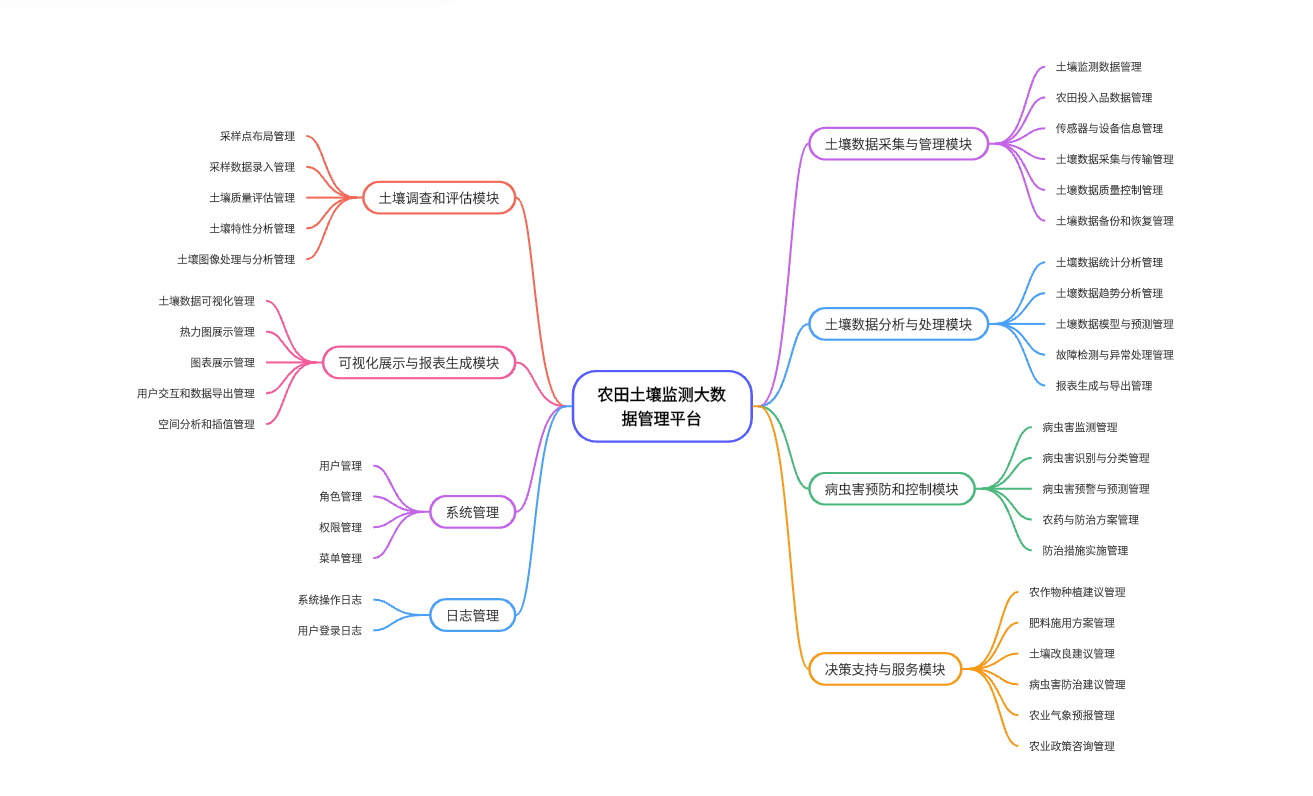 农田土壤监测大数
据管理平台
土壤数据采集与管理模块
土壤监测数据管理
农田投入品数据管理
传感器与设备信息管理
土壤数据采集与传输管理
土壤数据质量控制管理
土壤数据备份和恢复管理
土壤数据分析与处理模块
土壤数据统计分析管理
土壤数据趋势分析管理
土壤数据模型与预测管理
故障检测与异常处理管理
报表生成与导出管理
病虫害预防和控制模块
病虫害监测管理
病虫害识别与分类管理
病虫害预警与预测管理
农药与防治方案管理
防治措施实施管理
决策支持与服务模块
农作物种植建议管理
肥料施用方案管理
土壤改良建议管理
病虫害防治建议管理
农业气象预报管理
农业政策咨询管理
土壤调查和评估模块
采样点布局管理
采样数据录入管理
土壤质量评估管理
土壤特性分析管理
土壤图像处理与分析管理
可视化展示与报表生成模块
土壤数据可视化管理
热力图展示管理
图表展示管理
用户交互和数据导出管理
空间分析和插值管理
系统管理
用户管理
角色管理
权限管理
菜单管理
日志管理
系统操作日志
用户登录日志